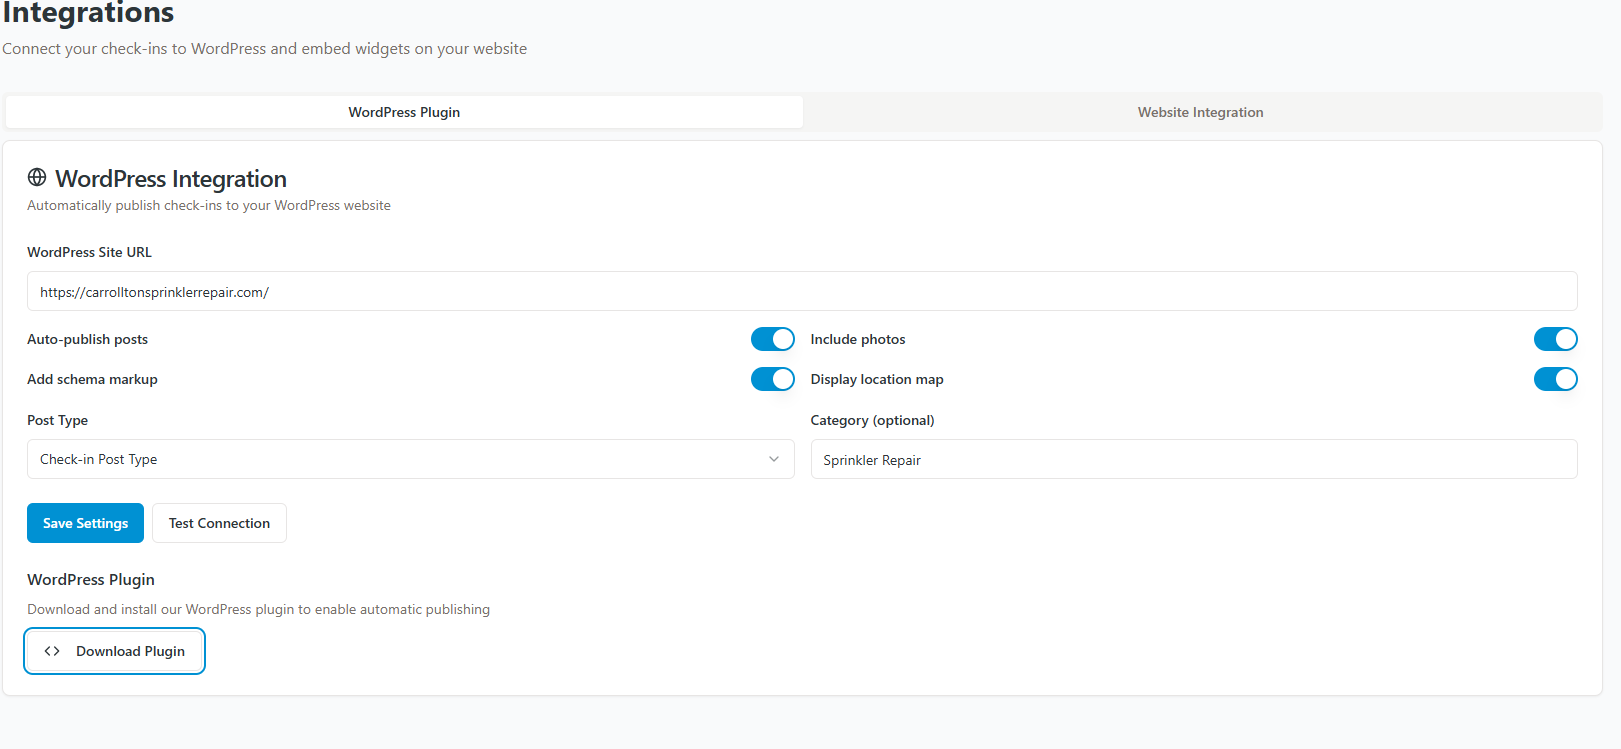 Integrations
Connect your check-ins to WordPress and embed widgets on your website
WordPress Plugin
Website Integration
WordPress Integration
Automatically publish check-ins to your WordPress website
WordPress Site URL
https://carrolltonsprinklerrepair.com/
Auto-publish posts
Include photos
Add schema markup
Display location map
Post Type
Category (optional)
Check-in Post Type
Sprinkler Repair
Save Settings
Test Connection
WordPress Plugin
Download and install our WordPress plugin to enable automatic publishing
Download Plugin